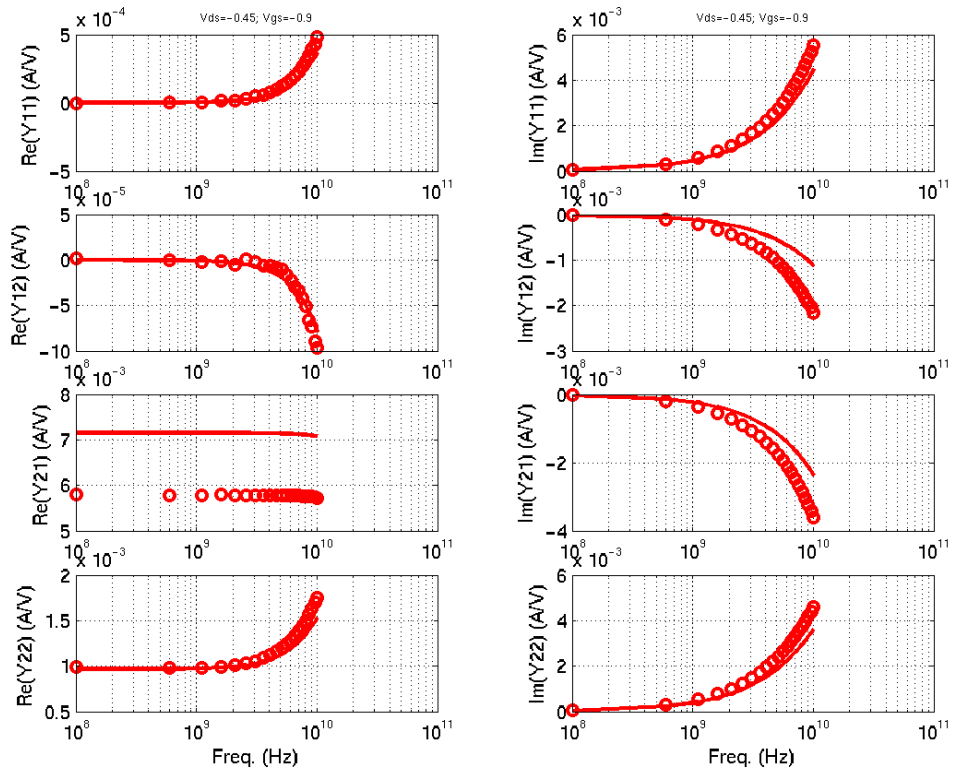 Vds=-0.45; Vgs=-0.9
x 10^-4
Re(Y11) (A/V)
5
0
-5
10^8 10^9 10^10 10^11
x 10^-5
Re(Y12) (A/V)
5
0
-5
-10
10^8 10^9 10^10 10^11
x 10^-3
Re(Y21) (A/V)
8
7
6
5
10^8 10^9 10^10 10^11
x 10^-3
Re(Y22) (A/V)
2
1.5
1
0.5
10^8 10^9 10^10 10^11
Freq. (Hz)
Vds=-0.45; Vgs=-0.9
x 10^-3
Im(Y11) (A/V)
6
4
2
0
10^8 10^9 10^10 10^11
x 10^-3
Im(Y12) (A/V)
0
-1
-2
-3
10^8 10^9 10^10 10^11
x 10^-3
Im(Y21) (A/V)
0
-2
-4
10^8 10^9 10^10 10^11
x 10^-3
Im(Y22) (A/V)
6
4
2
0
10^8 10^9 10^10 10^11
Freq. (Hz)